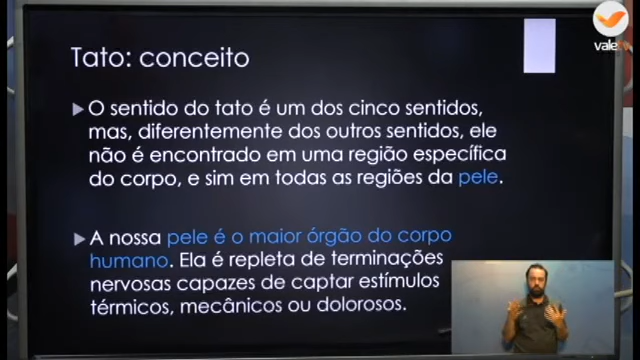 vale
Tato: conceito
O sentido do tato é um dos cinco sentidos,
mas, diferentemente dos outros sentidos, ele
não é encontrado em uma região específica
do corpo, e sim em todas as regiões da pele.
A nossa pele é o maior órgão do corpo
humano. Ela é repleta de terminações
nervosas capazes de captar estímulos
térmicos, mecânicos ou dolorosos.